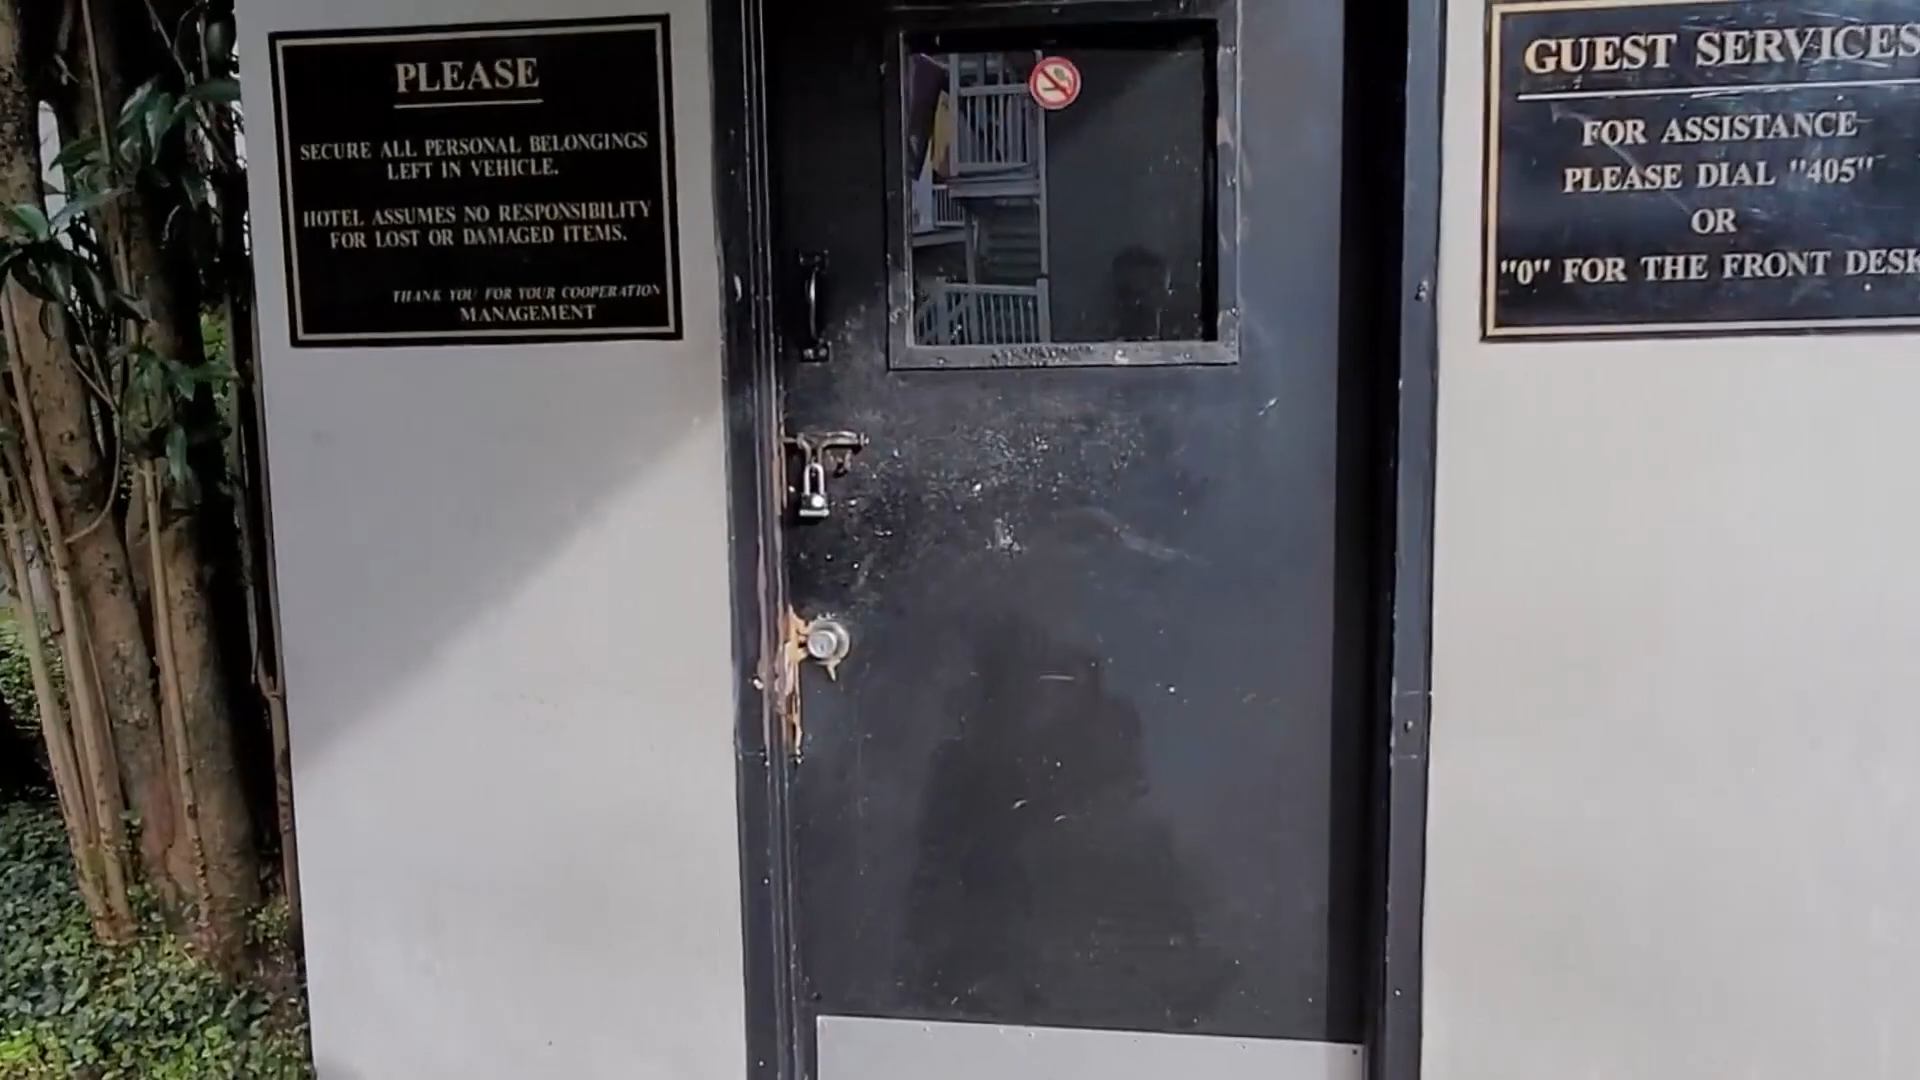 PLEASE
SECURE ALL PERSONAL BELONGINGS
LEFT IN VEHICLE.
HOTEL ASSUMES NO RESPONSIBILITY
FOR LOST OR DAMAGED ITEMS.
THANK YOU FOR YOUR COOPERATION
MANAGEMENT
GUEST SERVICES
FOR ASSISTANCE
PLEASE DIAL "405"
OR
"0" FOR THE FRONT DESK